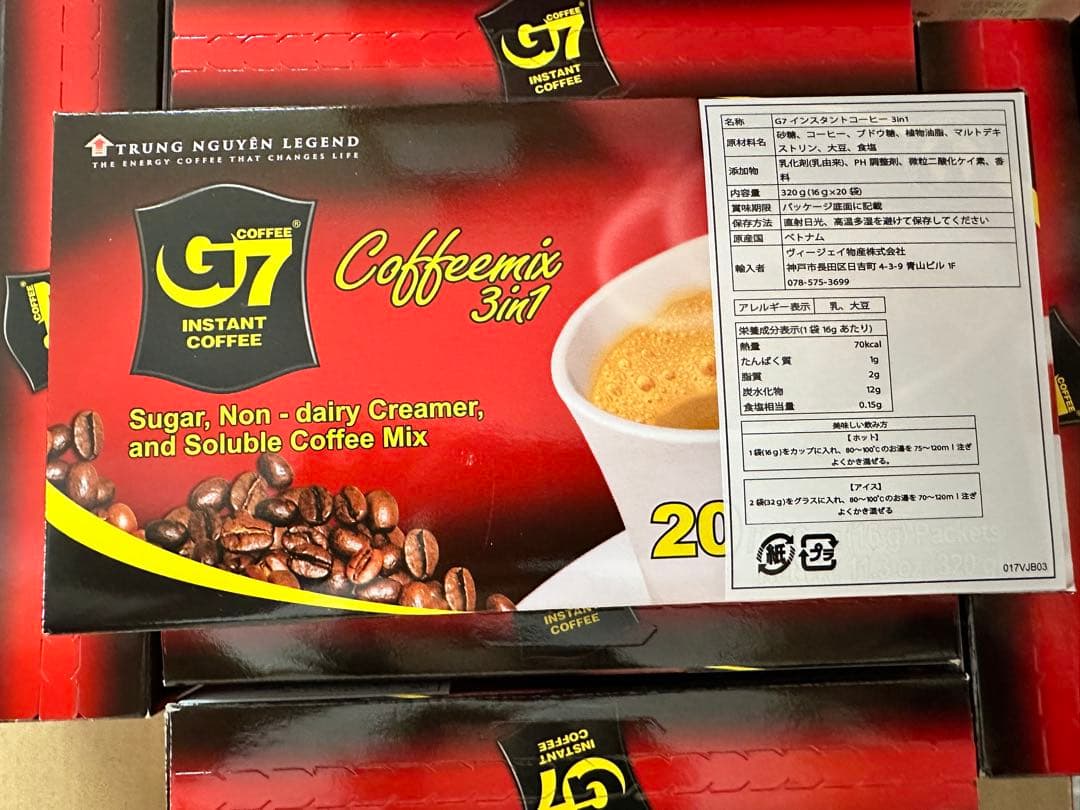 COFFEE
G7
INSTANT
COFFEE
TRUNG NGUYÊN LEGEND
THE ENERGY COFFEE THAT CHANGES LIFE
COFFEE
G7
®
INSTANT
COFFEE
Coffeemix
3in1
Sugar, Non - dairy Creamer,
and Soluble Coffee Mix
20
Packets
名称 G7 インスタントコーヒー 3in1
原材料名 砂糖、コーヒー、ブドウ糖、植物油脂、マルトデキ
ストリン、大豆、食塩
添加物 乳化剤(乳由来)、PH 調整剤、微粒二酸化ケイ素、香
料
内容量 320g(16g×20 袋)
賞味期限 パッケージ底面に記載
保存方法 直射日光、高温多湿を避けて保存してください
原産国 ベトナム
輸入者 ヴィージェイ物産株式会社
神戸市長田区日吉町 4-3-9 青山ビル 1F
078-575-3699
アレルギー表示 乳、大豆
栄養成分表示(1袋 16g あたり)
熱量 70kcal
たんぱく質 1g
脂質 2g
炭水化物 12g
食塩相当量 0.15g
美味しい飲み方
【ホット】
1袋(16g)をカップに入れ、80～100℃のお湯を 75～120ml 注ぎ
よくかき混ぜる。
【アイス】
2袋(32g)をグラスに入れ、80～100℃のお湯を 70～120ml 注ぎ
よくかき混ぜる
紙 プラ
017VJB03
COFFEE
COFFEE
INSTAN
COFFEE
INSTANT
COFFEE
G7